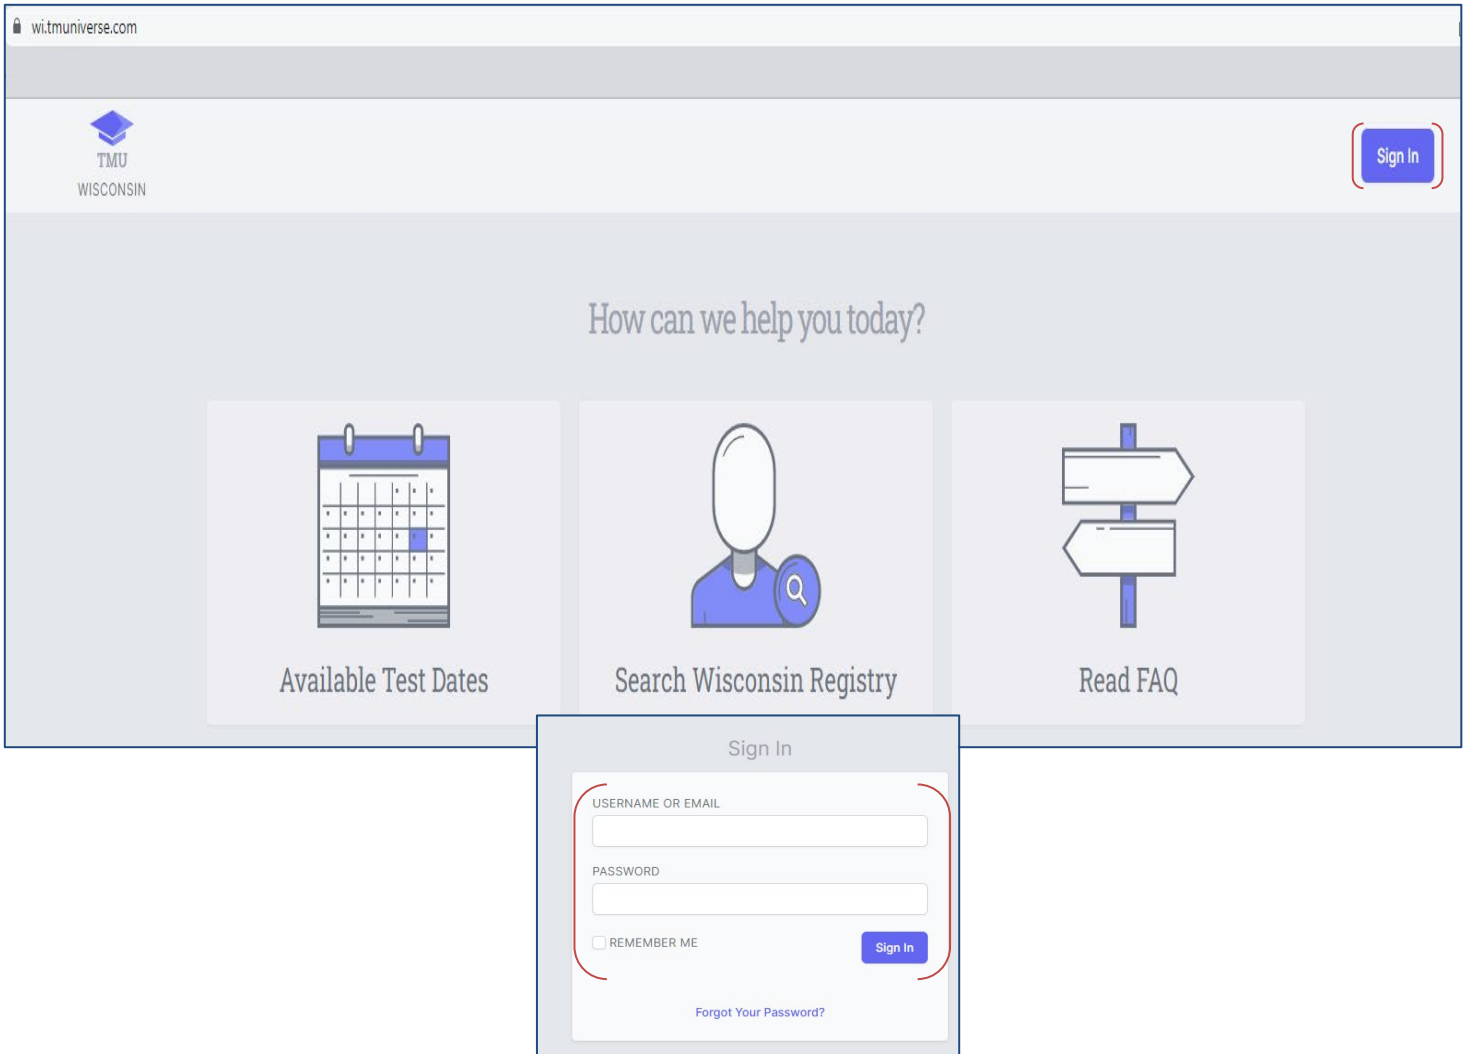 wi.tmuniverse.com
TMU
WISCONSIN
Sign In
How can we help you today?
Available Test Dates
Search Wisconsin Registry
Read FAQ
Sign In
USERNAME OR EMAIL
PASSWORD
REMEMBER ME
Sign In
Forgot Your Password?